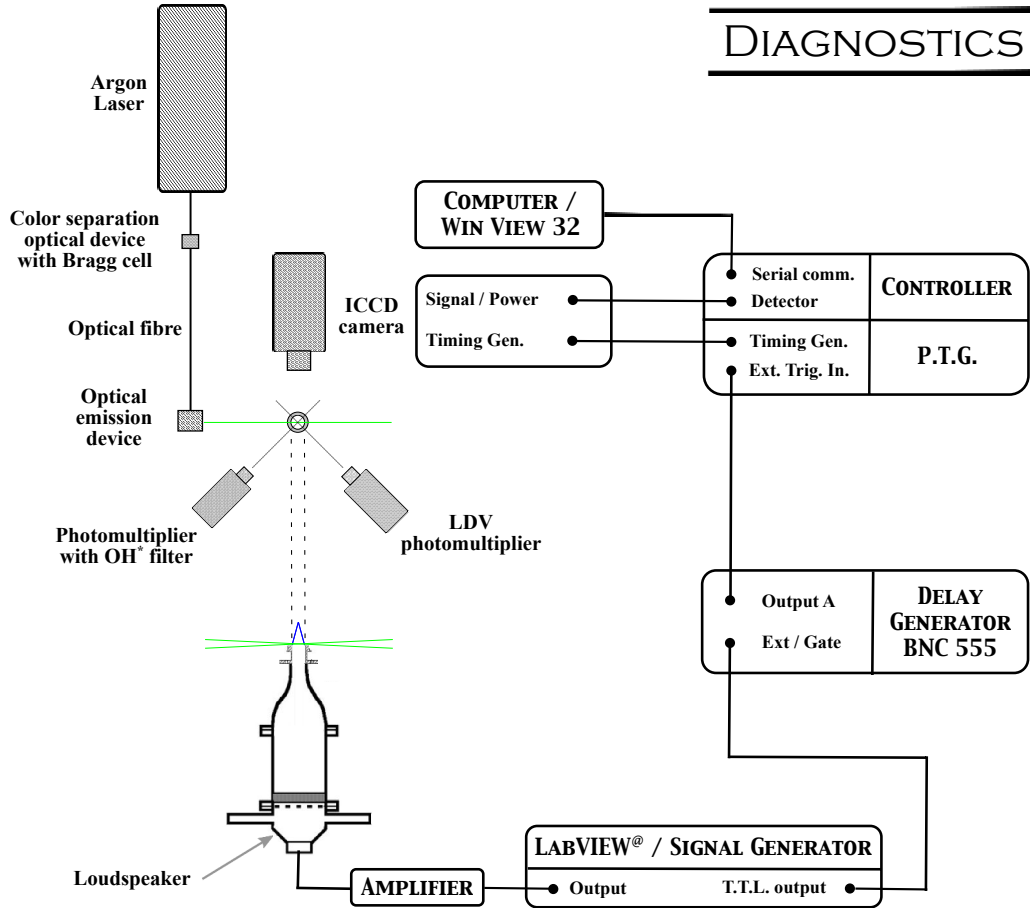 DIAGNOSTICS
Argon
Laser
Color separation
optical device
with Bragg cell
Optical fibre
Optical
emission
device
ICCD
camera
Photomultiplier
with OH* filter
LDV
photomultiplier
Loudspeaker
COMPUTER /
WIN VIEW 32
Signal / Power
Timing Gen.
Serial comm.
Detector
CONTROLLER
Timing Gen.
Ext. Trig. In.
P.T.G.
Output A
Ext / Gate
DELAY
GENERATOR
BNC 555
LABVIEW@ / SIGNAL GENERATOR
Output
T.T.L. output
AMPLIFIER